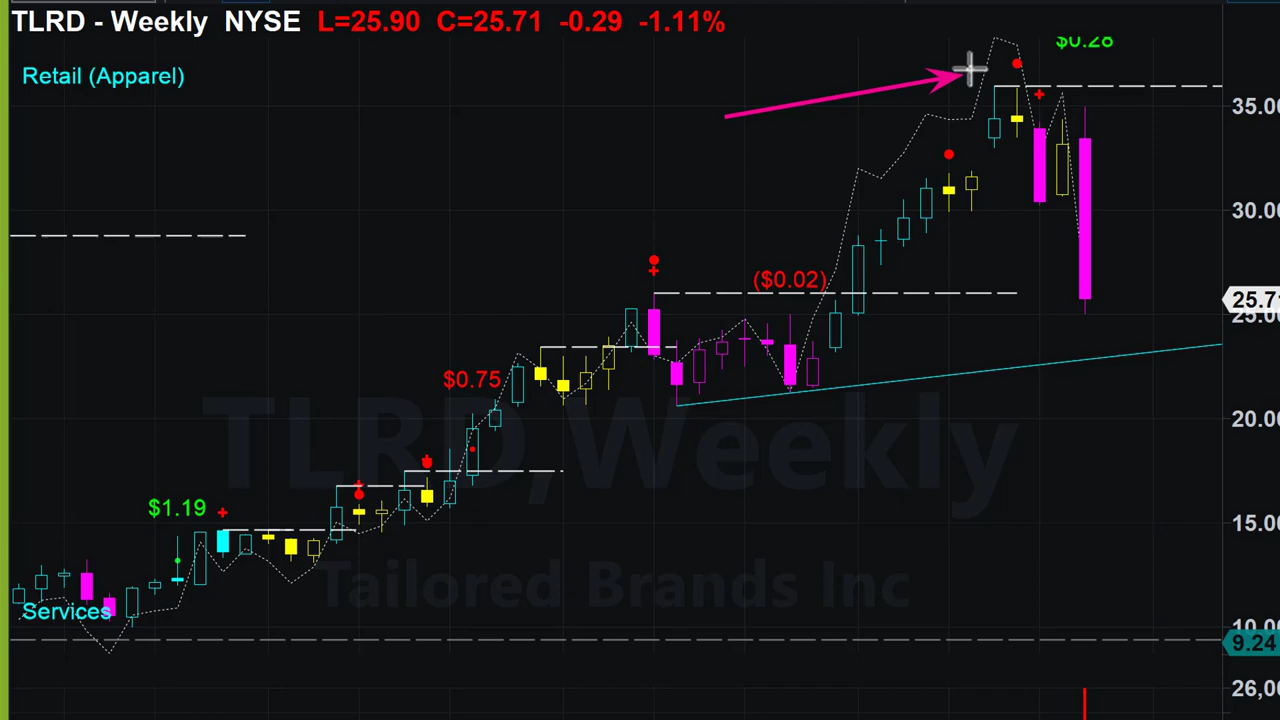 TLRD - Weekly NYSE L=25.90 C=25.71 -0.29 -1.11%
$0.28
Retail (Apparel)
35.00
30.00
($0.02)
25.71
25.00
$0.75
20.00
TLRD,Weekly
$1.19
15.00
Tailored Brands Inc
Services
10.00
9.24
26,